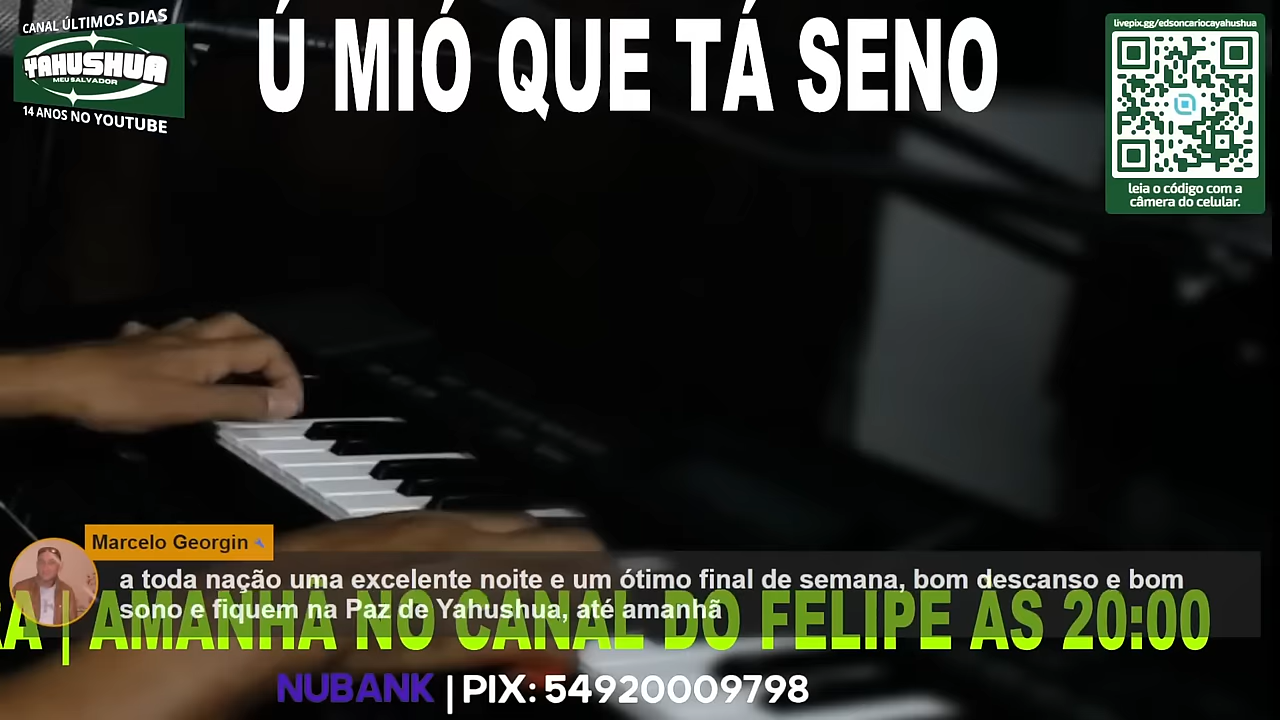 CANAL ÚLTIMOS DIAS
YAHUSHUA
MEU SALVADOR
14 ANOS NO YOUTUBE
Ú MIÓ QUE TÁ SENO
livepix.gg/edsoncariocayahushua
leia o código com a
câmera do celular.
Marcelo Georgin
a toda nação uma excelente noite e um ótimo final de semana, bom descanso e bom
sono e fiquem na Paz de Yahushua, até amanhã
A | AMANHÃ NO CANAL DO FELIPE ÁS 20:00
NUBANK | PIX: 54920009798